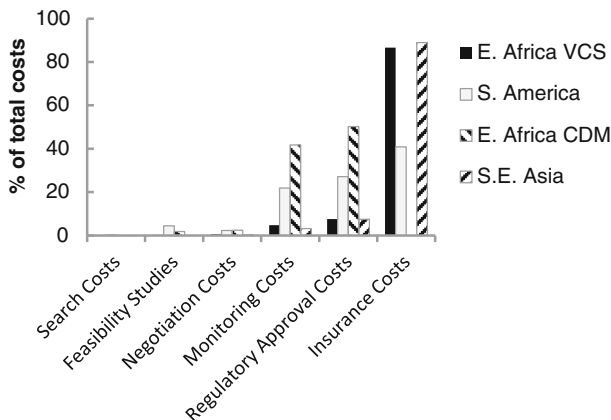 % of total costs
100
80
60
40
20
0
Search Costs
Feasibility Studies
Negotiation Costs
Monitoring Costs
Regulatory Approval Costs
Insurance Costs
E. Africa VCS
S. America
E. Africa CDM
S.E. Asia